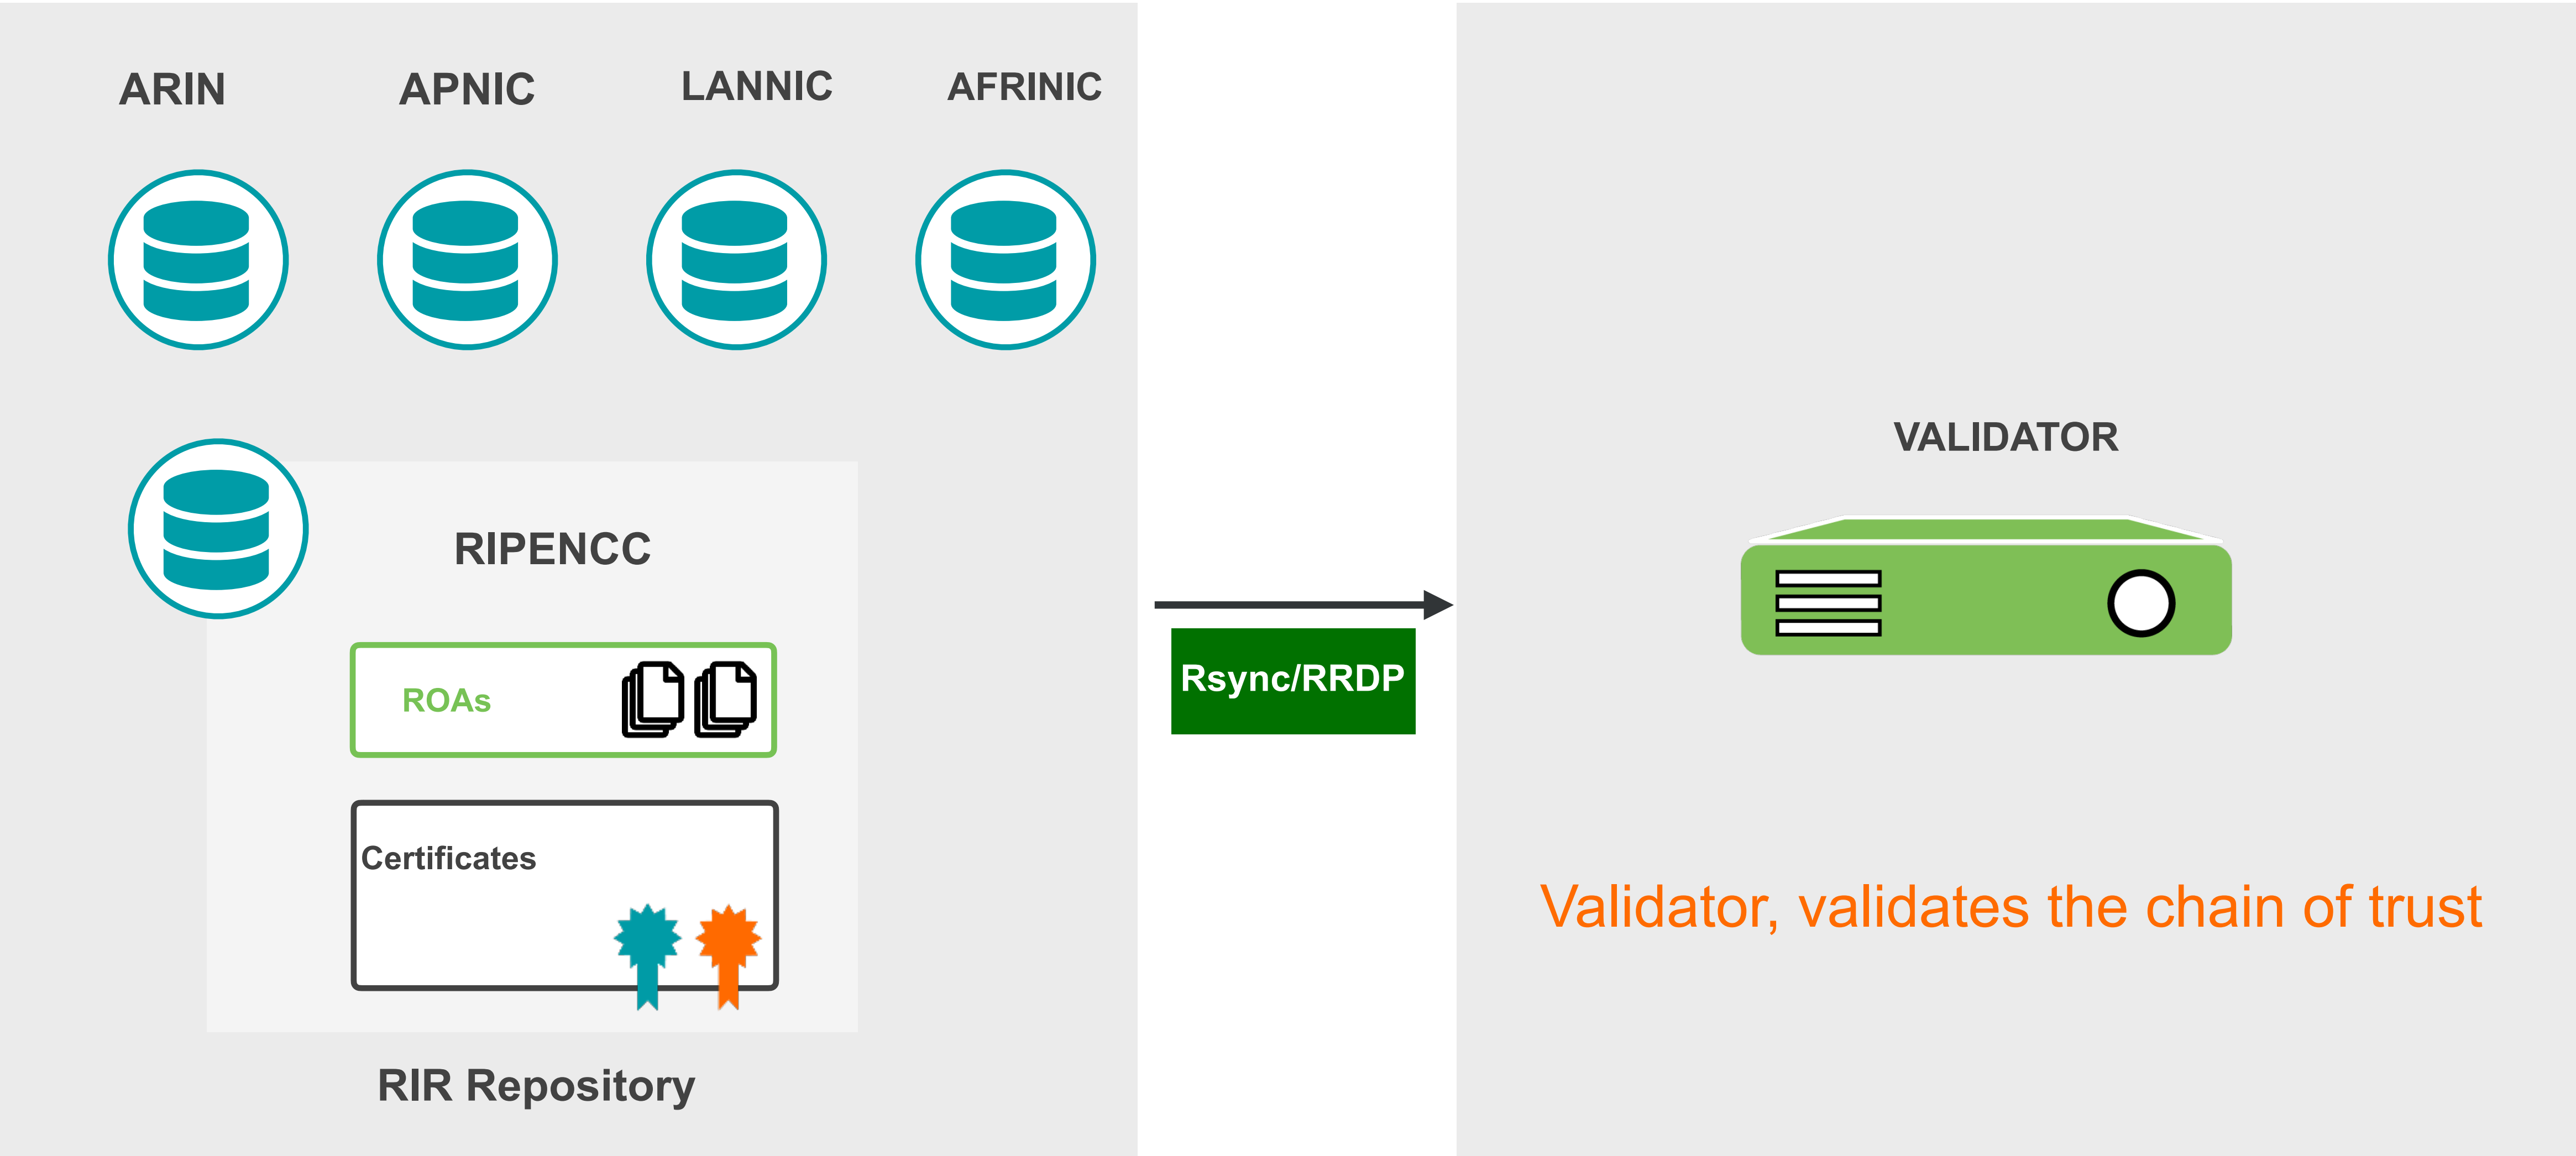 ARIN
APNIC
LANNIC
AFRINIC
RIPENCC
ROAs
Certificates
RIR Repository
Rsync/RRDP
VALIDATOR
Validator, validates the chain of trust